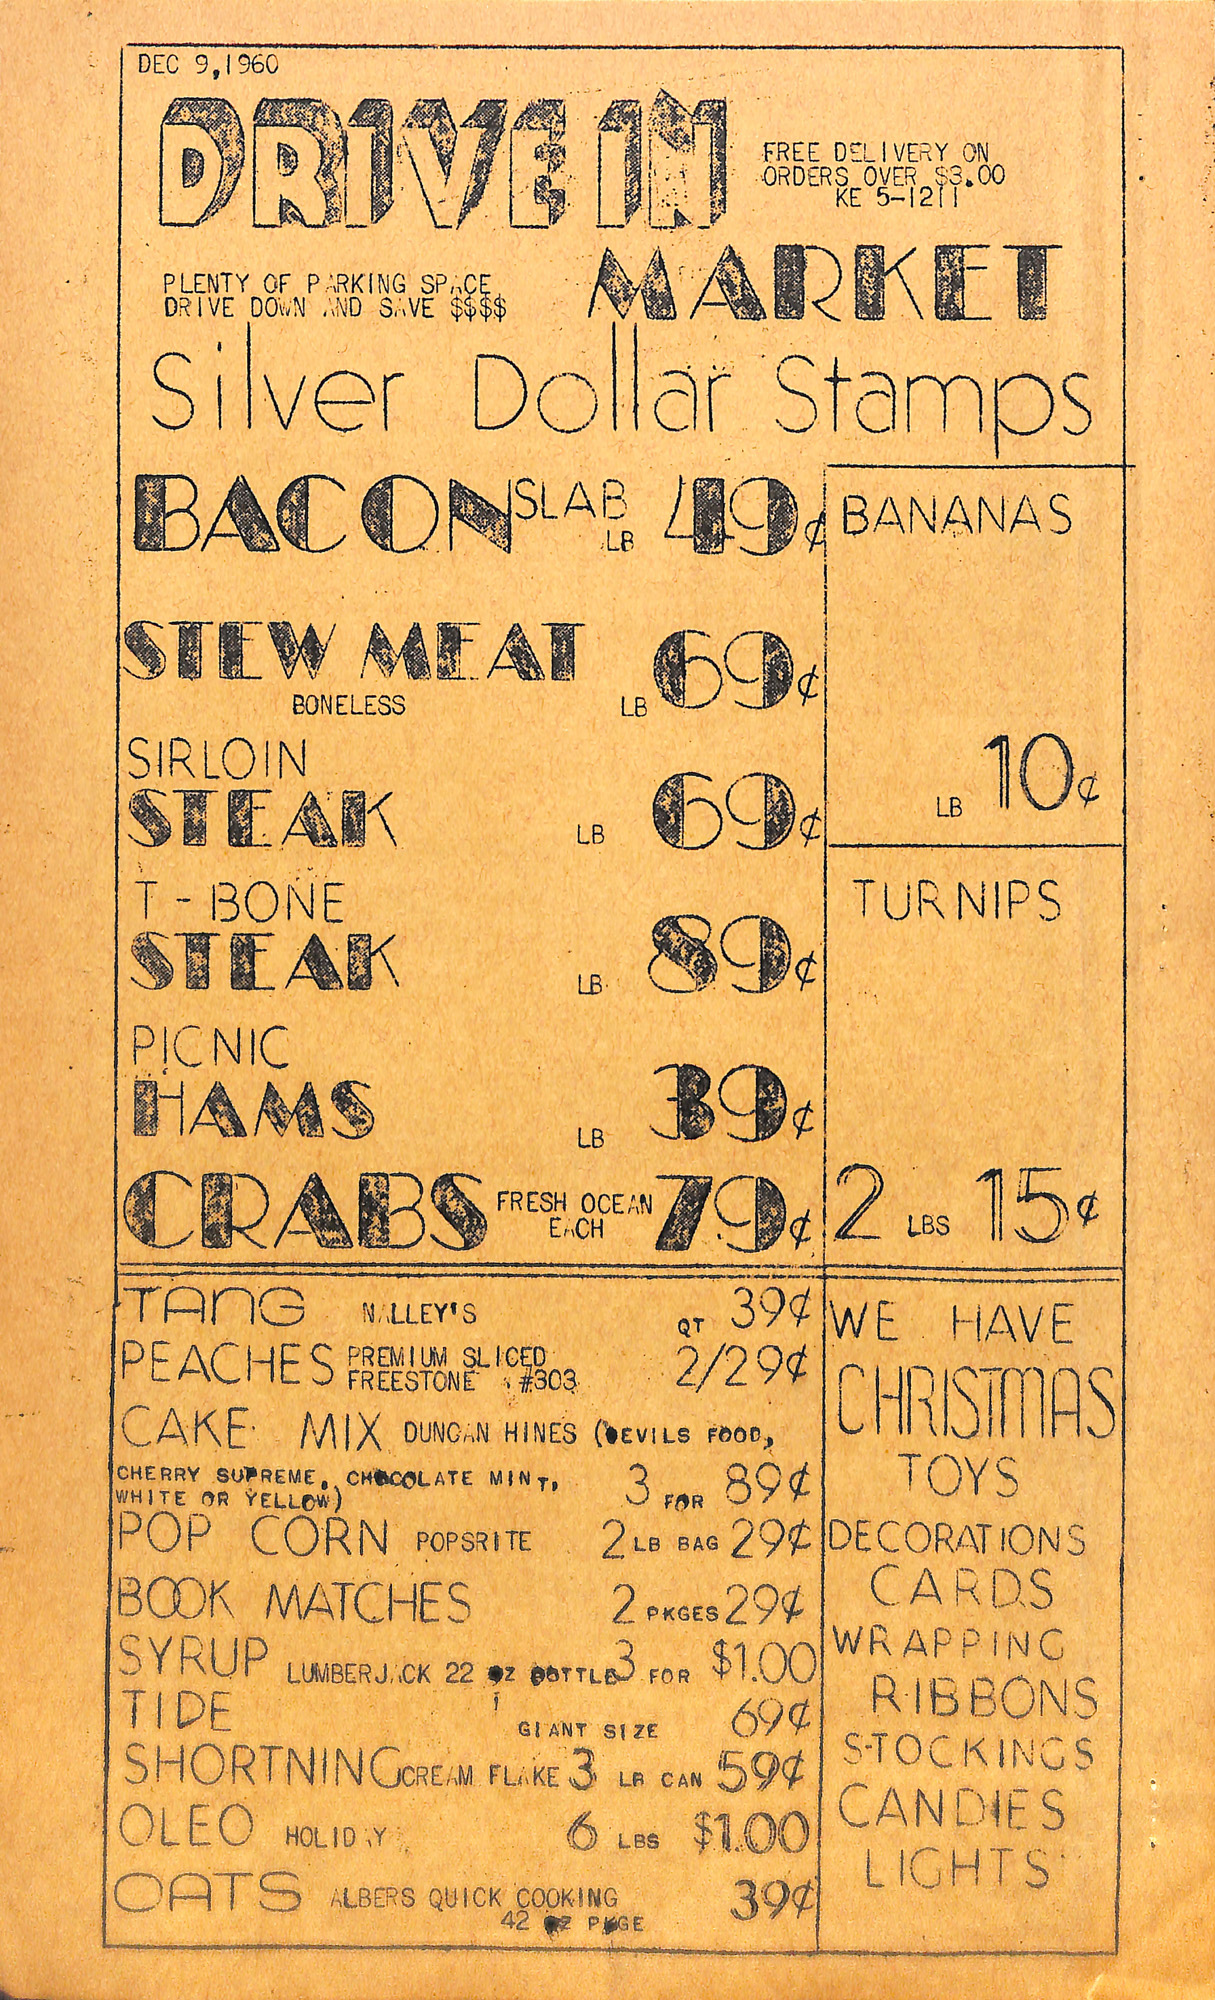 DEC 9,1960
DRIVE IN
FREE DELIVERY ON
ORDERS OVER $3.00
KE 5-1211
MARKET
PLENTY OF PARKING SPACE
DRIVE DOWN AND SAVE $$$$
Silver Dollar Stamps
BACON SLAB LB 49¢
STEW MEAT
BONELESS LB 69¢
SIRLOIN
STEAK LB 69¢
T-BONE
STEAK LB 89¢
PICNIC
HAMS LB 39¢
CRABS FRESH OCEAN
EACH 79¢
BANANAS
LB 10¢
TURNIPS
2 LBS 15¢
TANG NALLEY'S QT 39¢
PEACHES PREMIUM SLICED
FREESTONE #303 2/29¢
CAKE MIX DUNCAN HINES (DEVILS FOOD,
CHERRY SUPREME, CHOCOLATE MINT,
WHITE OR YELLOW) 3 FOR 89¢
POP CORN POPSRITE 2 LB BAG 29¢
BOOK MATCHES 2 PKGES 29¢
SYRUP LUMBERJACK 22 OZ BOTTLE 3 FOR $1.00
TIDE GIANT SIZE 69¢
SHORTNING CREAM FLAKE 3 LB CAN 59¢
OLEO HOLIDAY 6 LBS $1.00
OATS ALBERS QUICK COOKING
42 OZ PKGE 39¢
WE HAVE
CHRISTMAS
TOYS
DECORATIONS
CARDS
WRAPPING
RIBBONS
STOCKINGS
CANDIES
LIGHTS